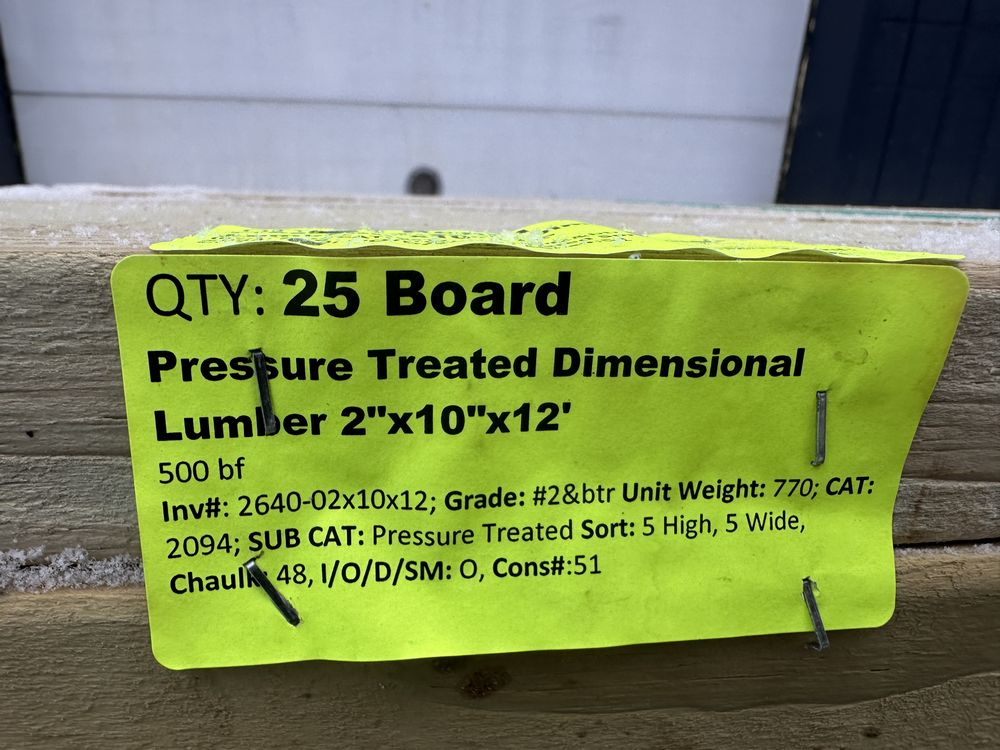 QTY: 25 Board
Pressure Treated Dimensional
Lumber 2"x10"x12'
500 bf
Inv#: 2640-02x10x12; Grade: #2&btr Unit Weight: 770; CAT:
2094; SUB CAT: Pressure Treated Sort: 5 High, 5 Wide,
Chaulk: 48, I/O/D/SM: O, Cons#:51